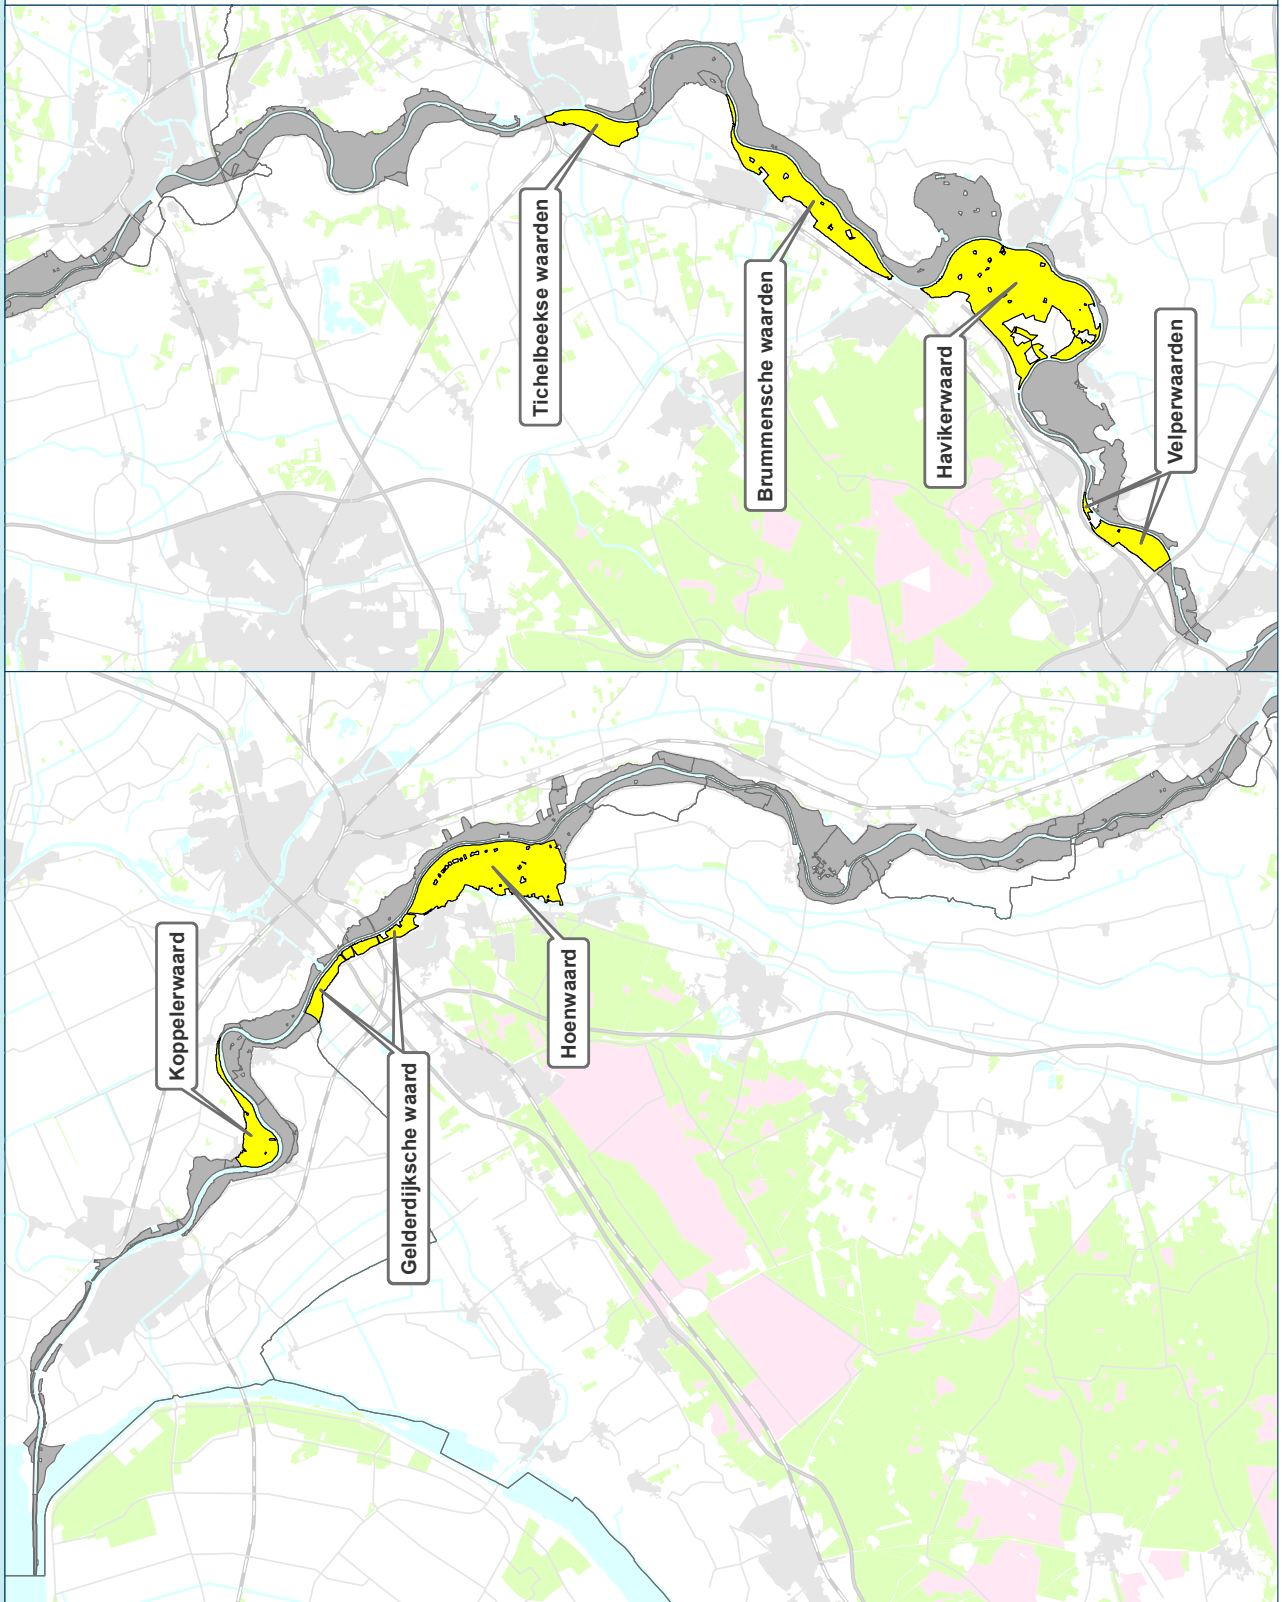 Tichelbeekse waarden
Brummensche waarden
Havikerwaard
Velperwaarden
Koppelerwaard
Gelderdijksche waard
Hoenwaard